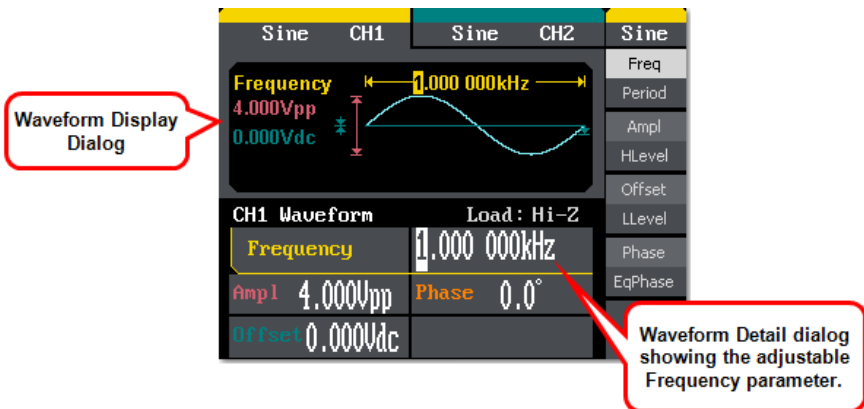 Sine CH1 Sine CH2 Sine
Frequency 1.000 000kHz
4.000Vpp
0.000Vdc
Waveform Display
Dialog
CH1 Waveform Load:Hi-Z
Frequency 1.000 000kHz
Ampl 4.000Vpp Phase 0.0°
Offset 0.000Vdc
Freq
Period
Ampl
HLevel
Offset
LLevel
Phase
EqPhase
Waveform Detail dialog
showing the adjustable
Frequency parameter.